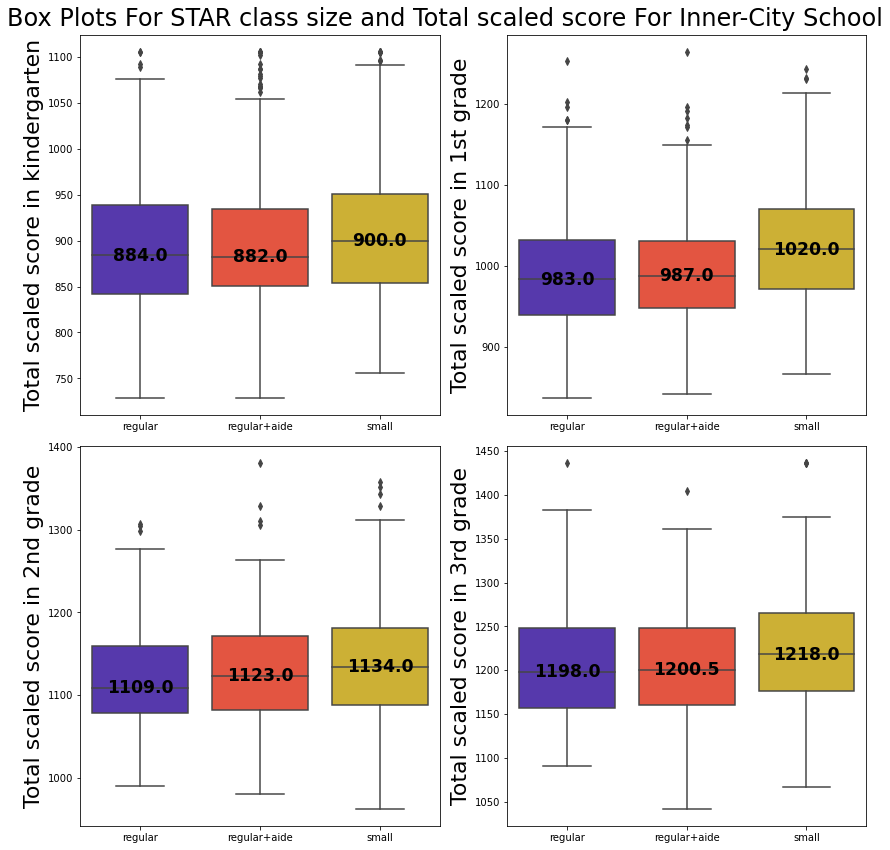 Box Plots For STAR class size and Total scaled score For Inner-City School
Total scaled score in kindergarten
1100
1050
1000
950
900
850
800
750
884.0
882.0
900.0
regular
regular+aide
small
Total scaled score in 1st grade
1200
1100
1000
900
983.0
987.0
1020.0
regular
regular+aide
small
Total scaled score in 2nd grade
1400
1300
1200
1100
1000
1109.0
1123.0
1134.0
regular
regular+aide
small
Total scaled score in 3rd grade
1450
1400
1350
1300
1250
1200
1150
1100
1050
1198.0
1200.5
1218.0
regular
regular+aide
small